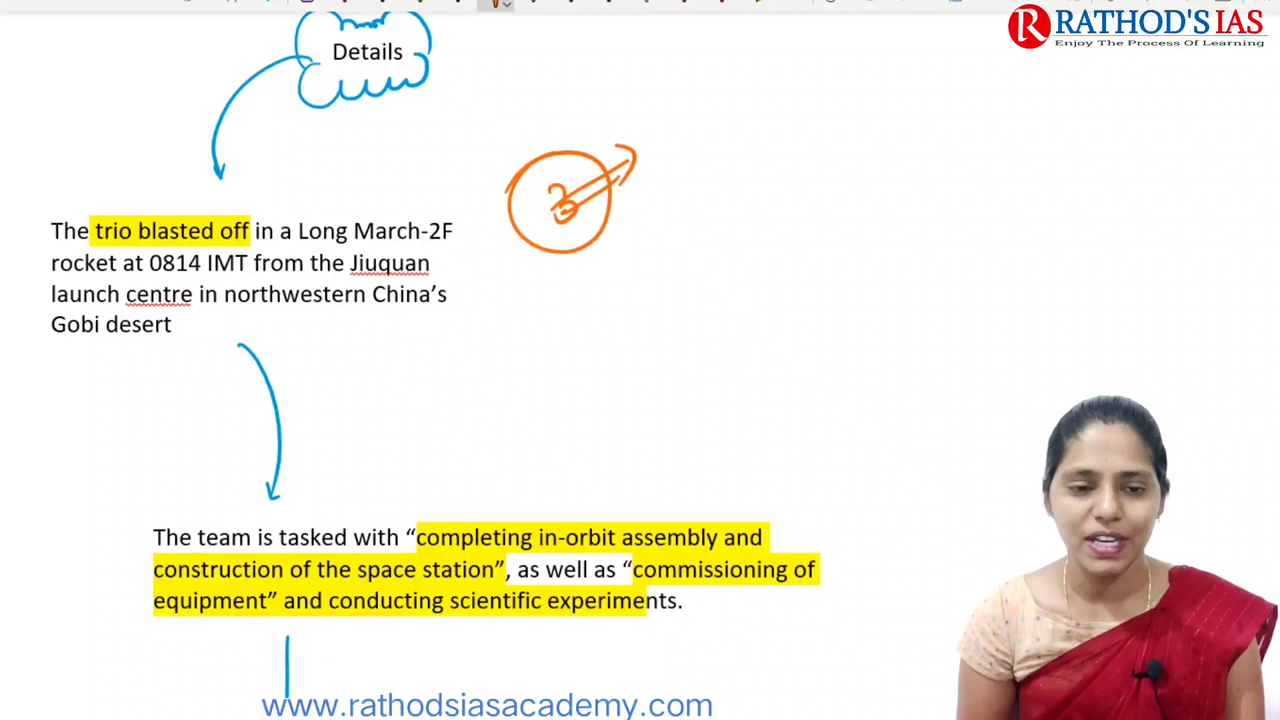 RATHOD'S IAS
Enjoy The Process Of Learning
Details
3
The trio blasted off in a Long March-2F
rocket at 0814 IMT from the Jiuquan
launch centre in northwestern China’s
Gobi desert
The team is tasked with “completing in-orbit assembly and
construction of the space station”, as well as “commissioning of
equipment” and conducting scientific experiments.
www.rathodsiasacademy.com